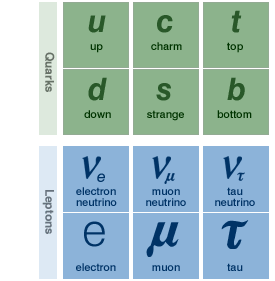 Quarks
u c t
up charm top
d s b
down strange bottom
Leptons
νe νμ ντ
electron muon tau
neutrino neutrino neutrino
e μ τ
electron muon tau